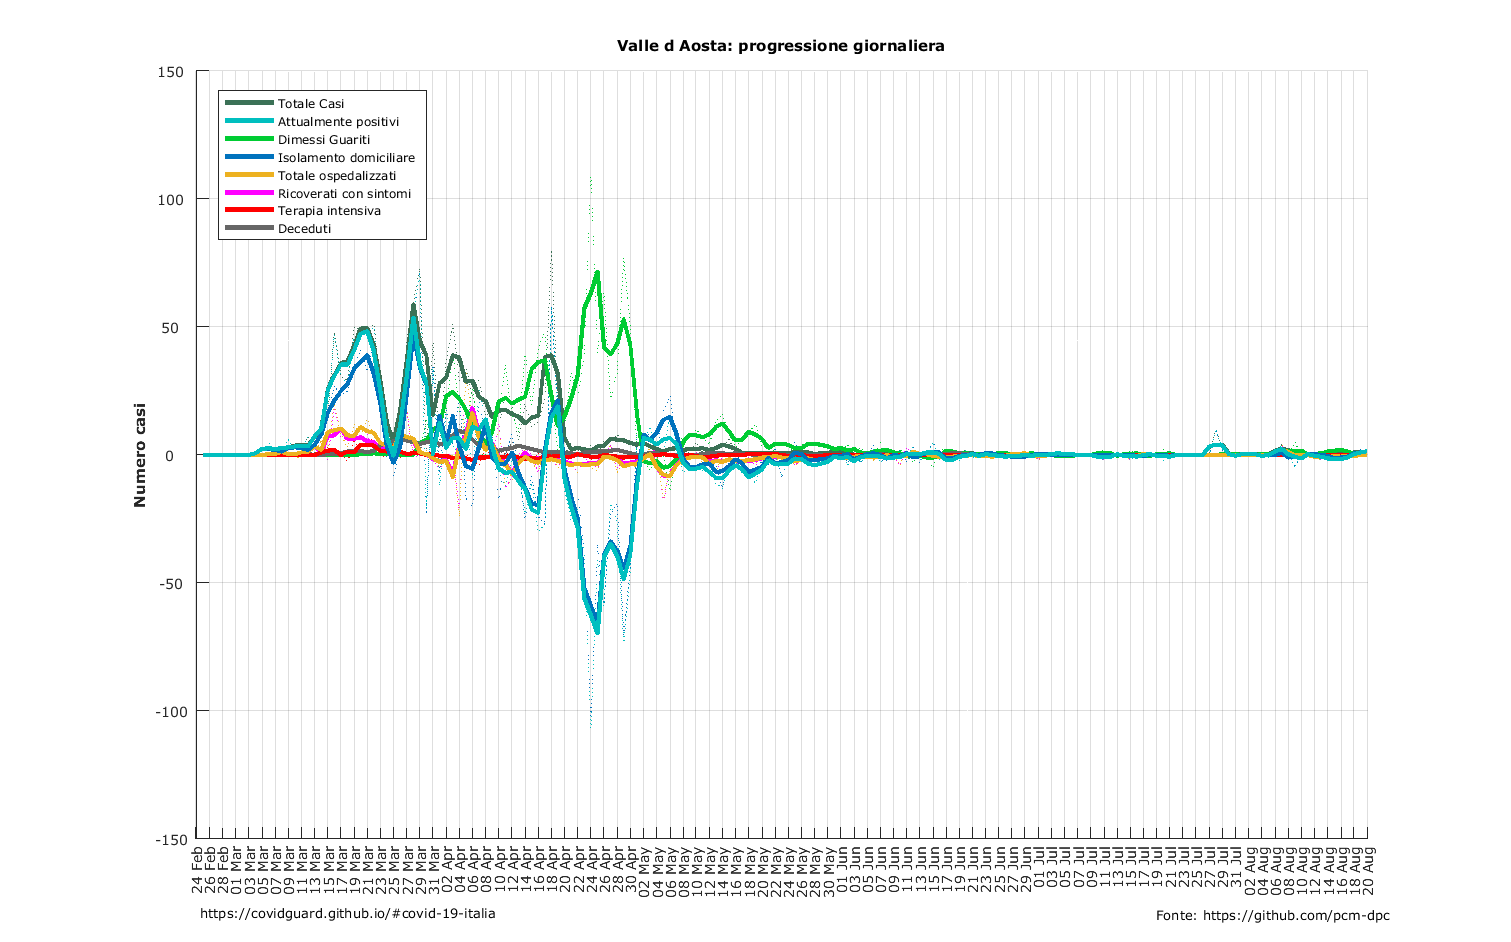 Valle d Aosta: progressione giornaliera
150
100
50
0
-50
-100
-150
Numero casi
Totale Casi
Attualmente positivi
Dimessi Guariti
Isolamento domiciliare
Totale ospedalizzati
Ricoverati con sintomi
Terapia intensiva
Deceduti
24 Feb
26 Feb
28 Feb
01 Mar
03 Mar
05 Mar
07 Mar
09 Mar
11 Mar
13 Mar
15 Mar
17 Mar
19 Mar
21 Mar
23 Mar
25 Mar
27 Mar
29 Mar
31 Mar
02 Apr
04 Apr
06 Apr
08 Apr
10 Apr
12 Apr
14 Apr
16 Apr
18 Apr
20 Apr
22 Apr
24 Apr
26 Apr
28 Apr
30 Apr
02 May
04 May
06 May
08 May
10 May
12 May
14 May
16 May
18 May
20 May
22 May
24 May
26 May
28 May
30 May
01 Jun
03 Jun
05 Jun
07 Jun
09 Jun
11 Jun
13 Jun
15 Jun
17 Jun
19 Jun
21 Jun
23 Jun
25 Jun
27 Jun
29 Jun
01 Jul
03 Jul
05 Jul
07 Jul
09 Jul
11 Jul
13 Jul
15 Jul
17 Jul
19 Jul
21 Jul
23 Jul
25 Jul
27 Jul
29 Jul
31 Jul
02 Aug
04 Aug
06 Aug
08 Aug
10 Aug
12 Aug
14 Aug
16 Aug
18 Aug
20 Aug
https://covidguard.github.io/#covid-19-italia
Fonte: https://github.com/pcm-dpc